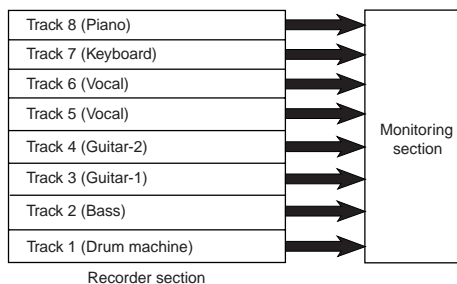 Track 8 (Piano)
Track 7 (Keyboard)
Track 6 (Vocal)
Track 5 (Vocal)
Track 4 (Guitar-2)
Track 3 (Guitar-1)
Track 2 (Bass)
Track 1 (Drum machine)
Recorder section
Monitoring
section